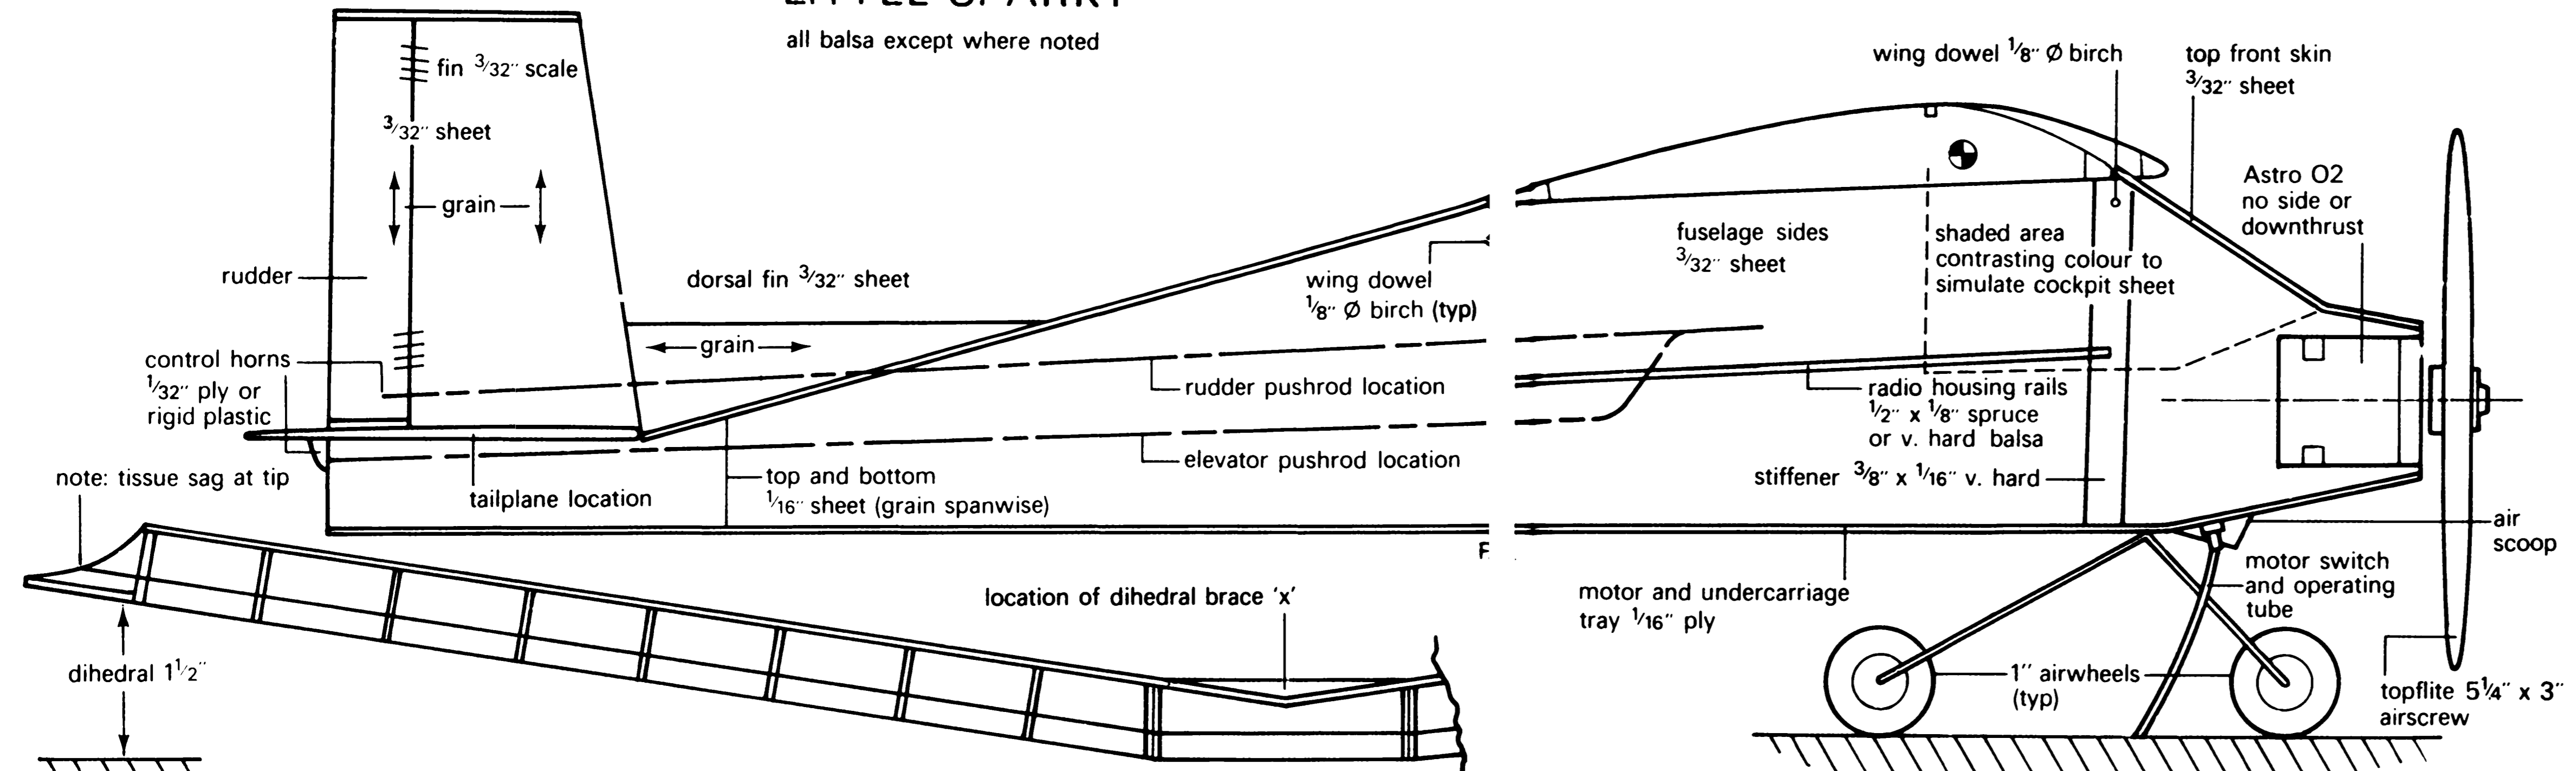 all balsa except where noted
fin 3/32" scale
3/32" sheet
grain
rudder
dorsal fin 3/32" sheet
grain
control horns
1/32" ply or
rigid plastic
note: tissue sag at tip
tailplane location
top and bottom
1/16" sheet (grain spanwise)
rudder pushrod location
elevator pushrod location
wing dowel
1/8" Ø birch (typ)
wing dowel 1/8" Ø birch
top front skin
3/32" sheet
Astro 02
no side or
downthrust
fuselage sides
3/32" sheet
shaded area
contrasting colour to
simulate cockpit sheet
radio housing rails
1/2" x 1/8" spruce
or v. hard balsa
stiffener 3/8" x 1/16" v. hard
air
scoop
motor switch
and operating
tube
motor and undercarriage
tray 1/16" ply
1" airwheels
(typ)
topflite 5 1/4" x 3"
airscrew
location of dihedral brace 'x'
dihedral 1 1/2"